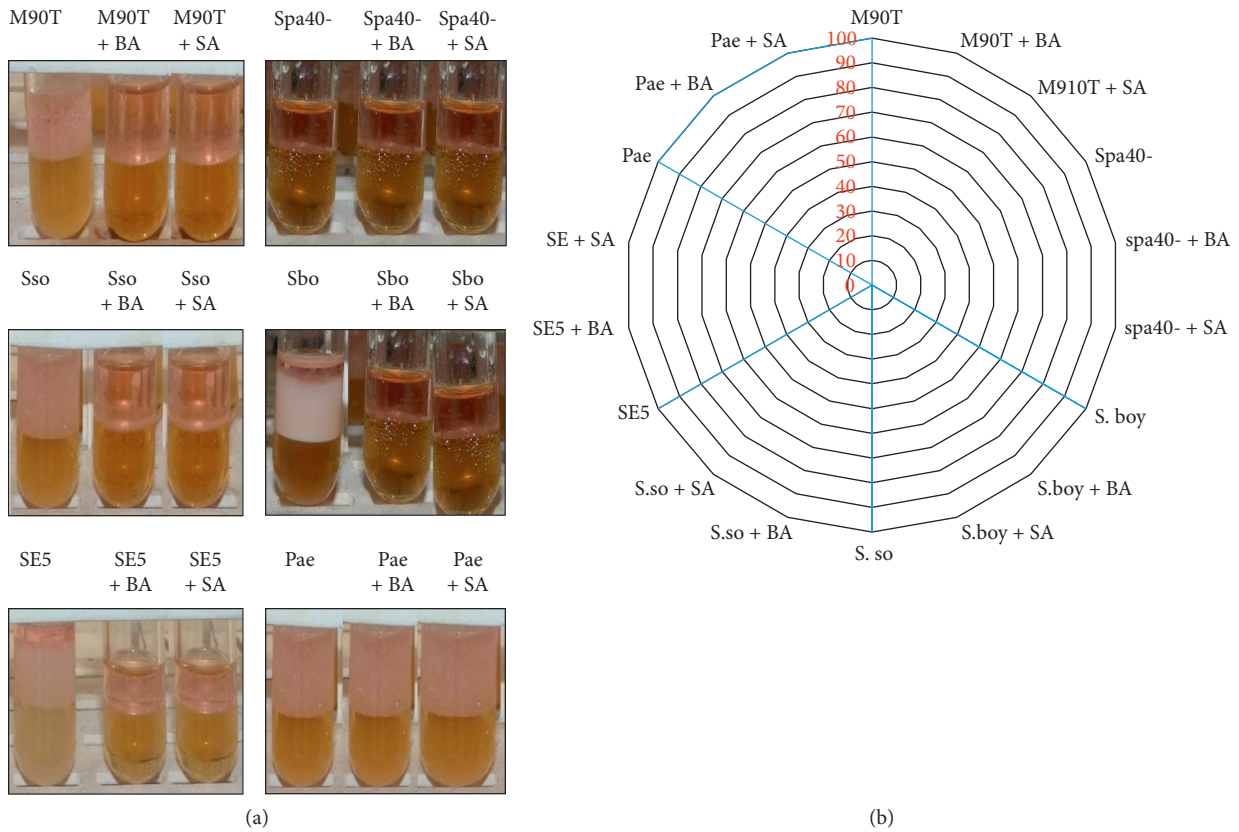 M90T
M90T
+ BA
M90T
+ SA
Spa40-
Spa40-
+ BA
Spa40-
+ SA
Sso
Sso
+ BA
Sso
+ SA
Sbo
Sbo
+ BA
Sbo
+ SA
SE5
SE5
+ BA
SE5
+ SA
Pae
Pae
+ BA
Pae
+ SA
(a)
M90T
M90T + BA
M910T + SA
Spa40-
spa40- + BA
spa40- + SA
S. boy
S.boy + BA
S.boy + SA
S. so
S.so + BA
S.so + SA
SE5
SE5 + BA
SE + SA
Pae
Pae + BA
Pae + SA
100
90
80
70
60
50
40
30
20
10
0
(b)